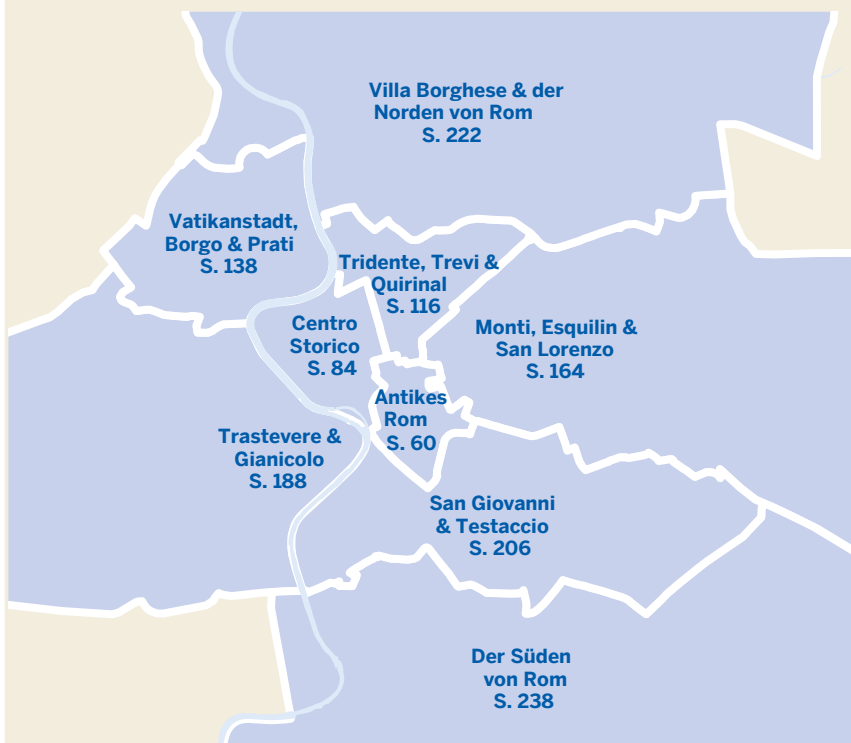 Villa Borghese & der
Norden von Rom
S. 222
Vatikanstadt,
Borgo & Prati
S. 138
Tridente, Trevi &
Quirinal
S. 116
Centro
Storico
S. 84
Monti, Esquilin &
San Lorenzo
S. 164
Antikes
Rom
S. 60
Trastevere &
Gianicolo
S. 188
San Giovanni
& Testaccio
S. 206
Der Süden
von Rom
S. 238